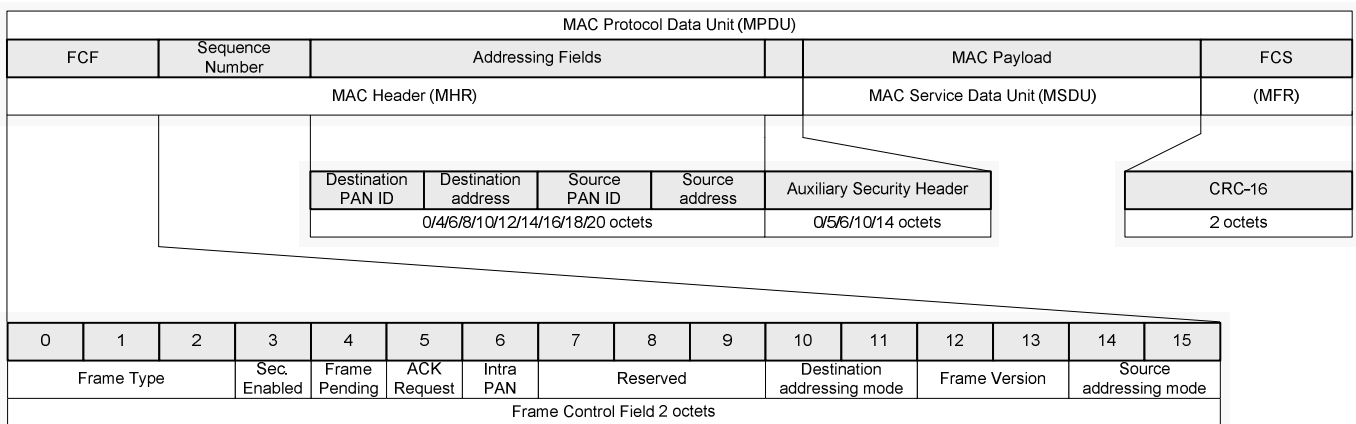 MAC Protocol Data Unit (MPDU)
FCF
Sequence
Number
Addressing Fields
MAC Payload
FCS
MAC Header (MHR)
MAC Service Data Unit (MSDU)
(MFR)
Destination
PAN ID
Destination
address
Source
PAN ID
Source
address
Auxiliary Security Header
CRC-16
0/4/6/8/10/12/14/16/18/20 octets
0/5/6/10/14 octets
2 octets
0 1 2 3 4 5 6 7 8 9 10 11 12 13 14 15
Frame Type
Sec.
Enabled
Frame
Pending
ACK
Request
Intra
PAN
Reserved
Destination
addressing mode
Frame Version
Source
addressing mode
Frame Control Field 2 octets